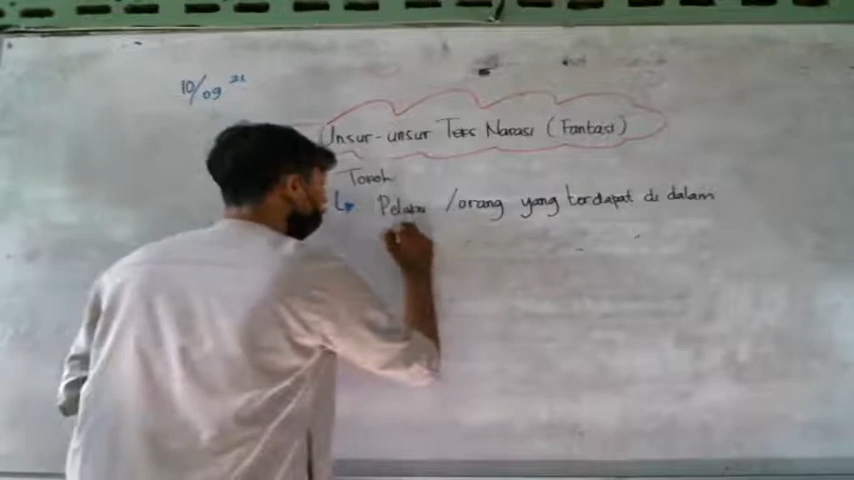 10/09 21
Unsur-unsur Teks Narasi (Fantasi)
Tokoh
Pelaku /orang yang terdapat di dalam